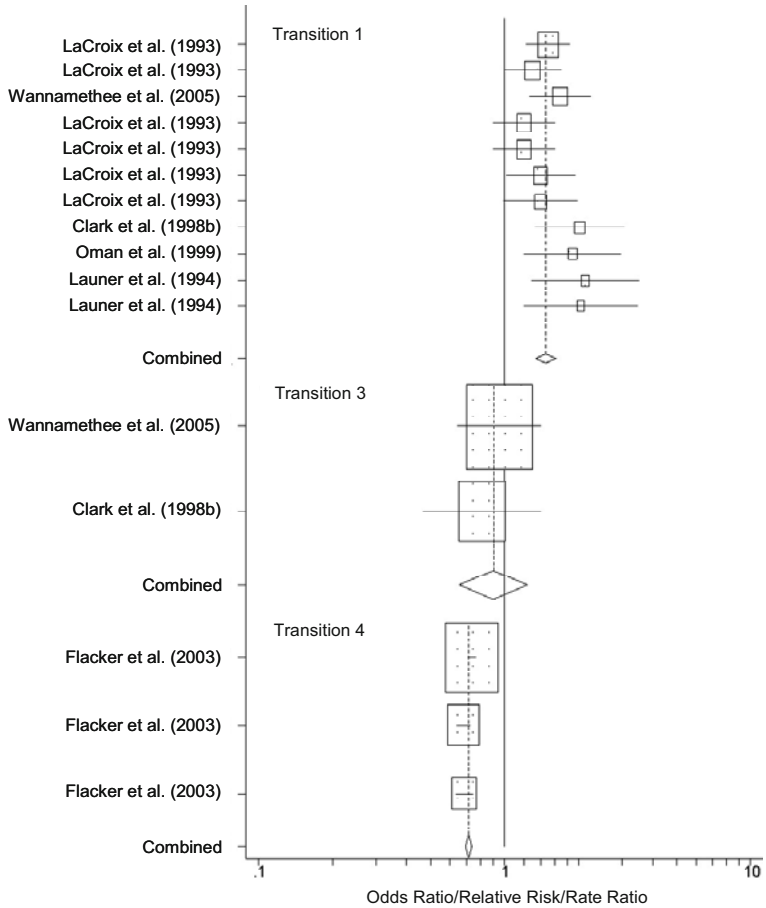 Transition 1
LaCroix et al. (1993)
LaCroix et al. (1993)
Wannamethee et al. (2005)
LaCroix et al. (1993)
LaCroix et al. (1993)
LaCroix et al. (1993)
LaCroix et al. (1993)
Clark et al. (1998b)
Oman et al. (1999)
Launer et al. (1994)
Launer et al. (1994)
Combined
Transition 3
Wannamethee et al. (2005)
Clark et al. (1998b)
Combined
Transition 4
Flacker et al. (2003)
Flacker et al. (2003)
Flacker et al. (2003)
Combined
.1 1 10
Odds Ratio/Relative Risk/Rate Ratio